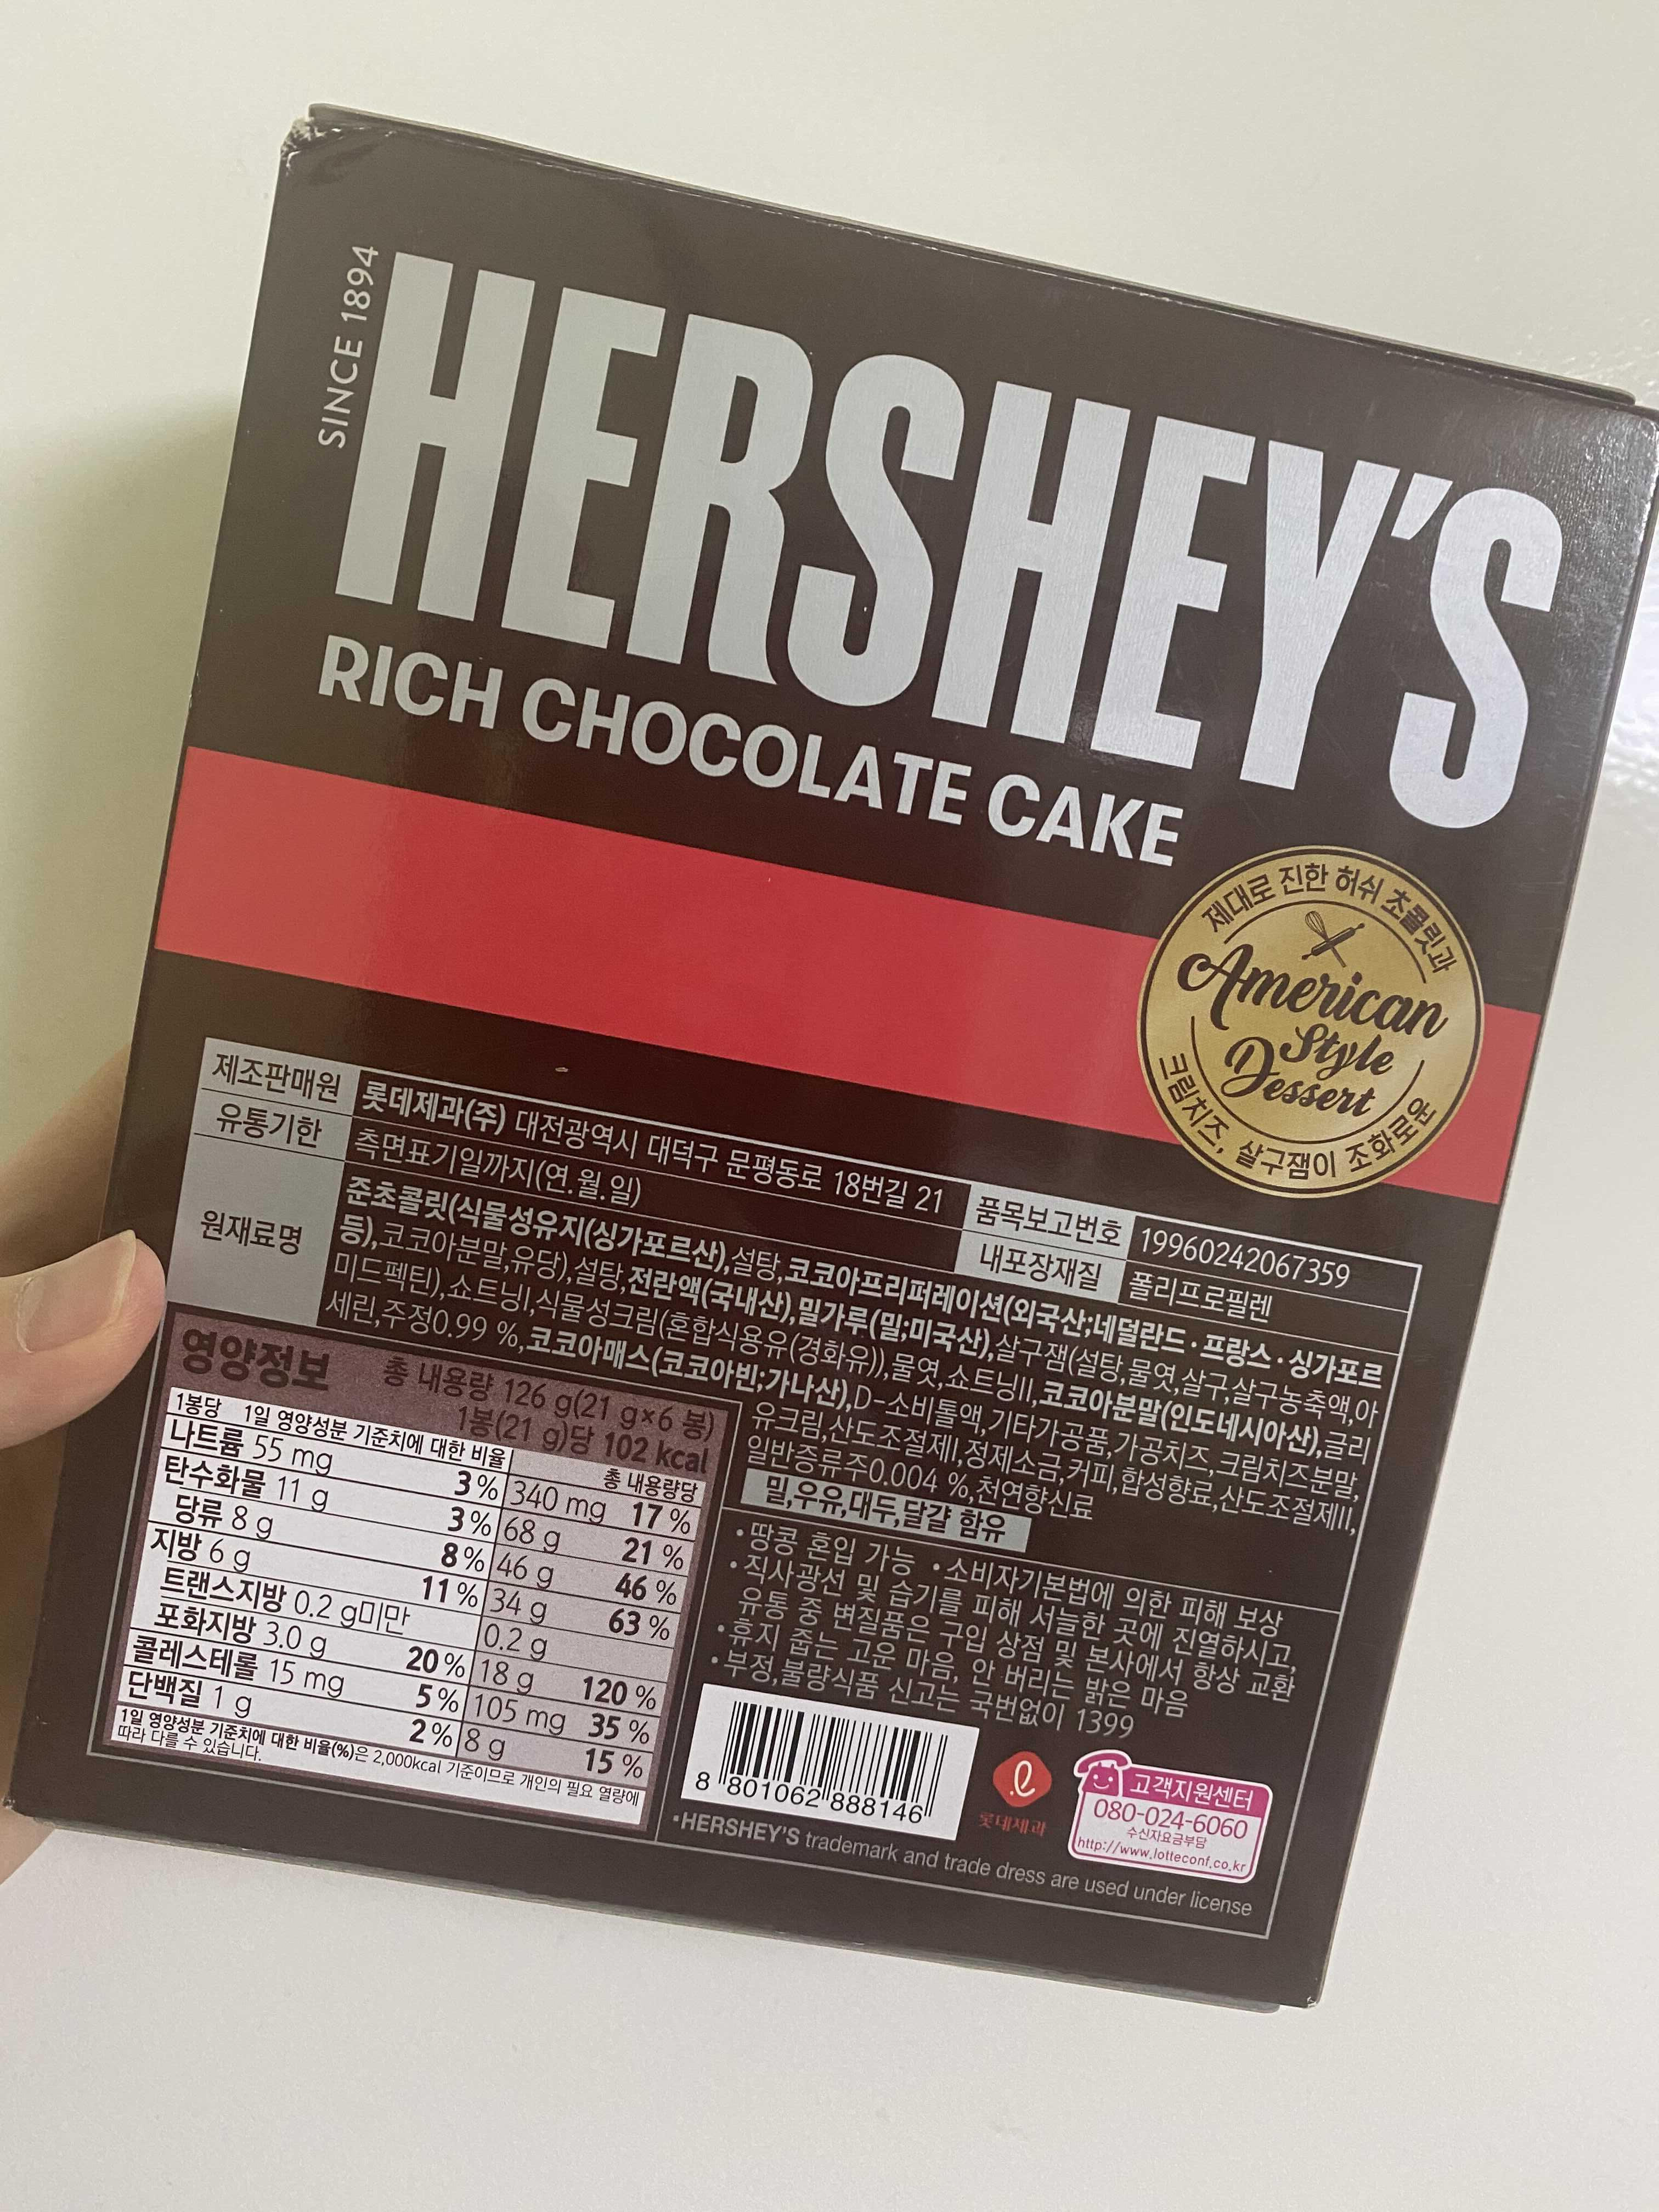 SINCE 1894
HERSHEY'S
RICH CHOCOLATE CAKE
제대로 진한 허쉬 초콜릿과
American
Style
Dessert
크림치즈, 살구잼이 조화로운
제조판매원 롯데제과(주) 대전광역시 대덕구 문평동로 18번길 21 품목보고번호 19960242067359
유통기한 측면표기일까지(연.월.일) 내포장재질 폴리프로필렌
원재료명 준초콜릿(식물성유지(싱가포르산),설탕,코코아프리퍼레이션(외국산;네덜란드·프랑스·싱가포르
등),코코아분말,유당),설탕,전란액(국내산),밀가루(밀;미국산),살구잼(설탕,물엿,살구,살구농축액,아
미드펙틴),쇼트닝I,식물성크림(혼합식용유(경화유)),물엿,쇼트닝II,코코아분말(인도네시아산),글리
세린,주정0.99 %,코코아매스(코코아빈;가나산),D-소비톨액,기타가공품,가공치즈,크림치즈분말,
유크림,산도조절제I,정제소금,커피,합성향료,산도조절제II,
일반증류주0.004 %,천연향신료
밀,우유,대두,달걀 함유
영양정보 총 내용량 126 g(21 g×6 봉)
1봉(21 g)당 102 kcal
1봉당 1일 영양성분 기준치에 대한 비율 총 내용량당
나트륨 55 mg 3% 340 mg 17 %
탄수화물 11 g 3% 68 g 21 %
당류 8 g 8% 46 g 46 %
지방 6 g 11% 34 g 63 %
트랜스지방 0.2 g미만 0.2 g
포화지방 3.0 g 20% 18 g 120 %
콜레스테롤 15 mg 5% 105 mg 35 %
단백질 1 g 2% 8 g 15 %
1일 영양성분 기준치에 대한 비율(%)은 2,000kcal 기준이므로 개인의 필요 열량에
따라 다를 수 있습니다.
•땅콩 혼입 가능 •소비자기본법에 의한 피해 보상
•직사광선 및 습기를 피해 서늘한 곳에 진열하시고,
유통 중 변질품은 구입 상점 및 본사에서 항상 교환
•휴지 줍는 고운 마음, 안 버리는 밝은 마음
•부정,불량식품 신고는 국번없이 1399
8 801062 888146
롯데제과
고객지원센터
080-024-6060
수신자요금부담
http://www.lotteconf.co.kr
•HERSHEY'S trademark and trade dress are used under license